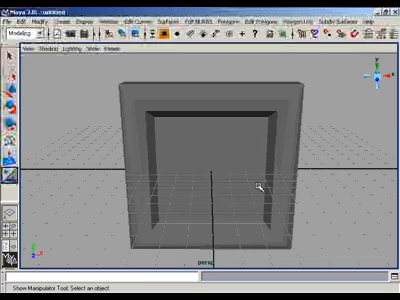 Maya 2.0: untitled
File Edit Modify Create Display Window Edit Curves Surfaces Edit NURBS Polygons Edit Polygons Subdiv Surfaces Help
Modeling
View Shading Lighting Show Panels
y
persp
Show Manipulator Tool: Select an object.